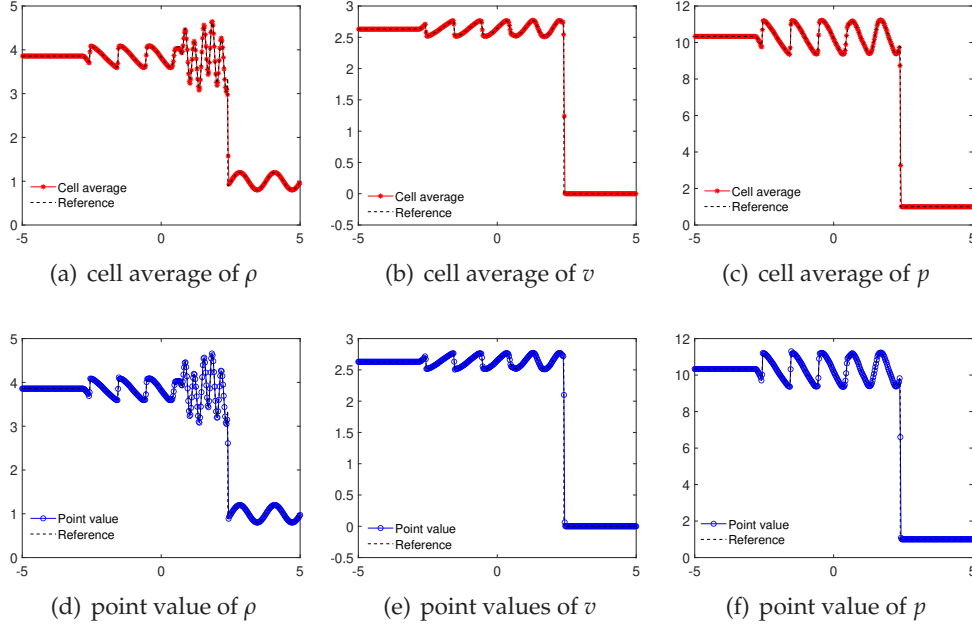 5
4
3
2
1
0
-5 0 5
Cell average
Reference
(a) cell average of ρ
3
2.5
2
1.5
1
0.5
0
-0.5
-5 0 5
Cell average
Reference
(b) cell average of v
12
10
8
6
4
2
0
-5 0 5
Cell average
Reference
(c) cell average of p
5
4
3
2
1
0
-5 0 5
Point value
Reference
(d) point value of ρ
3
2.5
2
1.5
1
0.5
0
-0.5
-5 0 5
Point value
Reference
(e) point values of v
12
10
8
6
4
2
0
-5 0 5
Point value
Reference
(f) point value of p